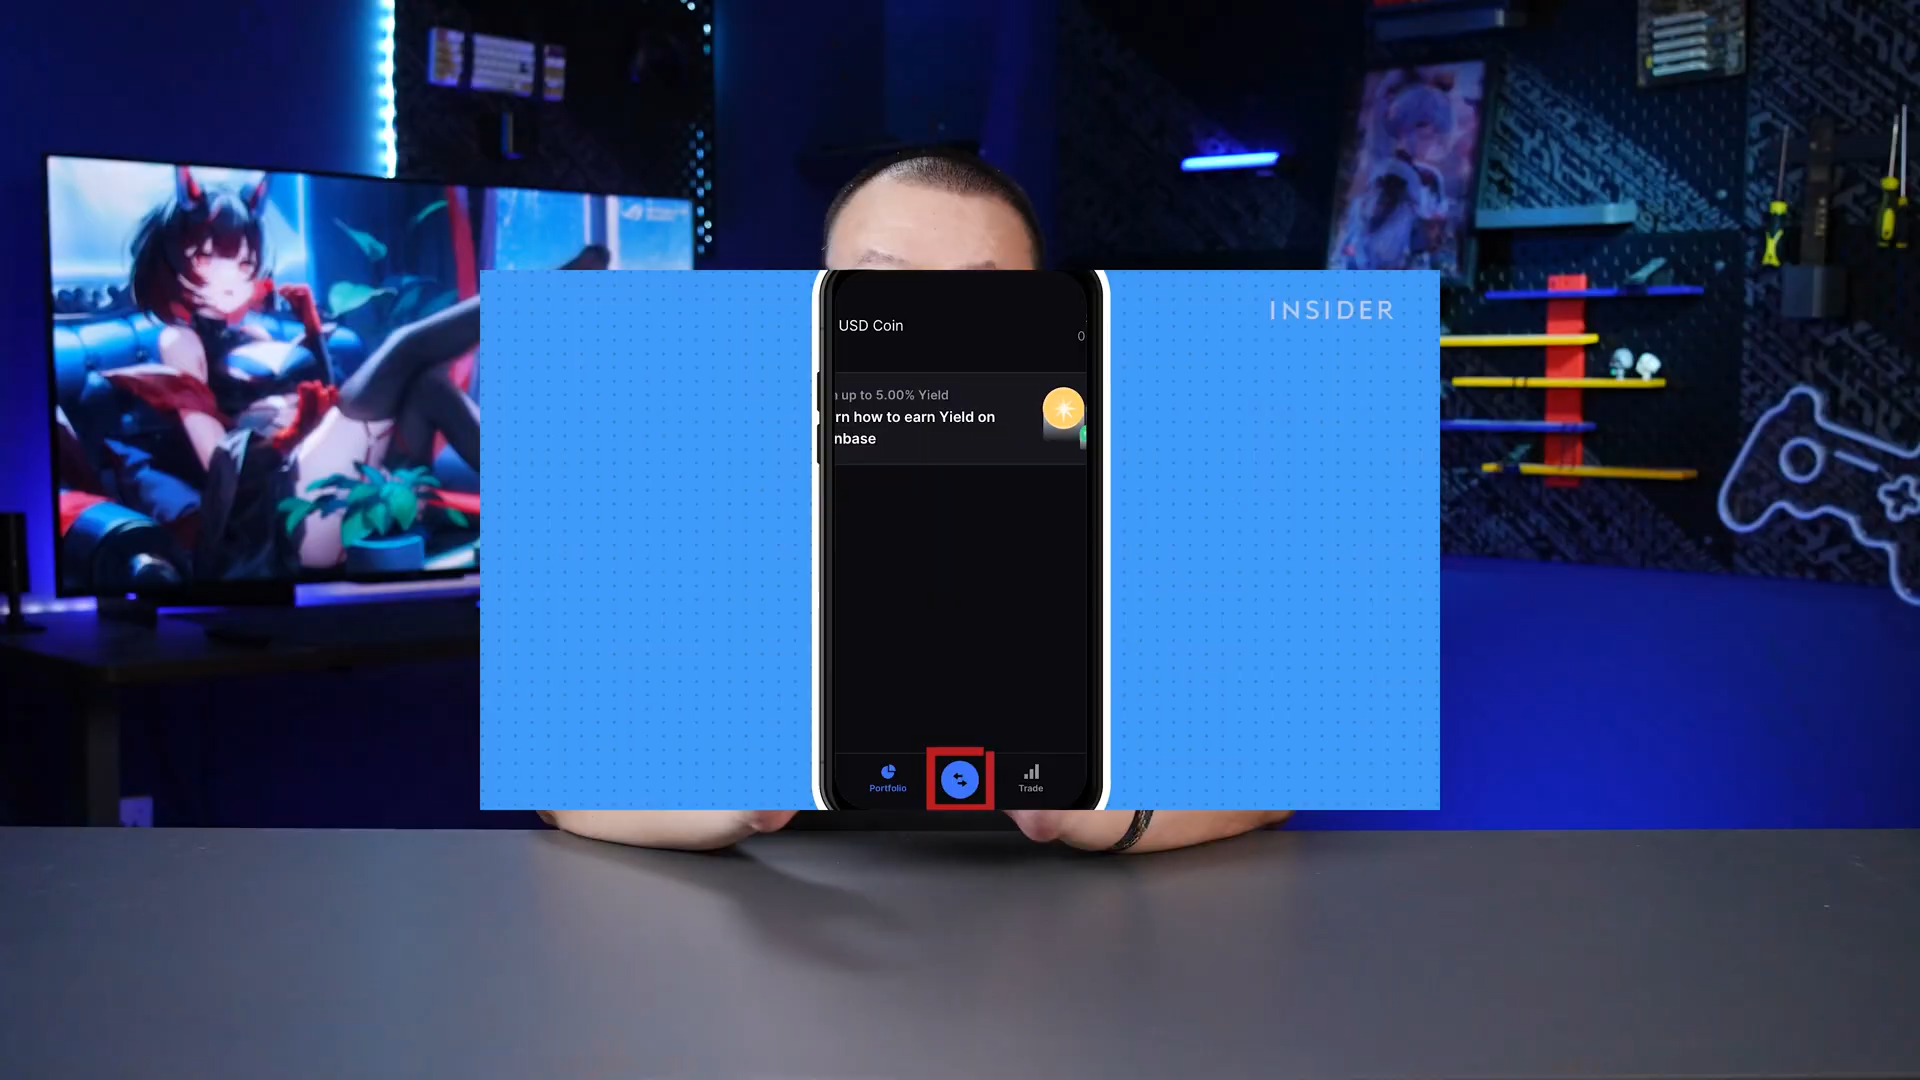 INSIDER
USD Coin
0
up to 5.00% Yield
rn how to earn Yield on
nbase
Portfolio
Trade